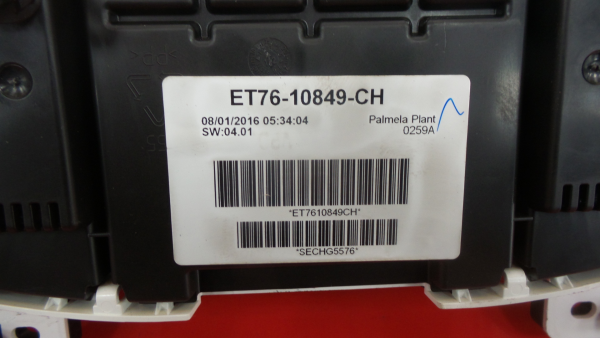 ET76-10849-CH
08/01/2016 05:34:04
SW:04.01
Palmela Plant
0259A
*ET7610849CH*
*SECHG5576*